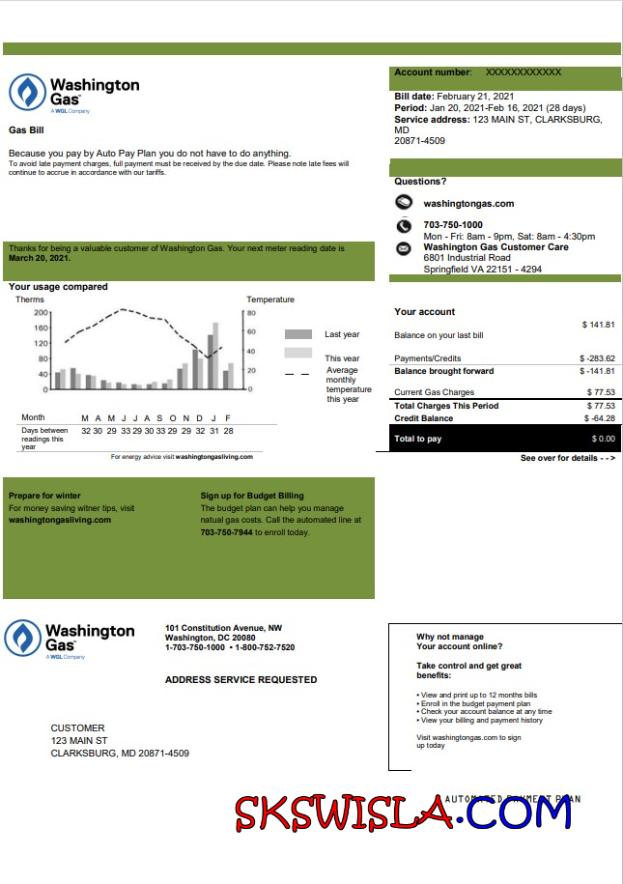 Account number: XXXXXXXXXXXX
Washington
Gas
A WGL Company
Bill date: February 21, 2021
Period: Jan 20, 2021-Feb 16, 2021 (28 days)
Service address: 123 MAIN ST, CLARKSBURG,
MD
20871-4509
Gas Bill
Because you pay by Auto Pay Plan you do not have to do anything.
To avoid late payment charges, full payment must be received by the due date. Please note late fees will
continue to accrue in accordance with our tariffs.
Questions?
washingtongas.com
703-750-1000
Mon - Fri: 8am - 9pm, Sat: 8am - 4:30pm
Washington Gas Customer Care
6801 Industrial Road
Springfield VA 22151 - 4294
Thanks for being a valuable customer of Washington Gas. Your next meter reading date is
March 20, 2021.
Your usage compared
Therms
Temperature
200
160
120
80
40
0
80
60
40
20
0
Last year
This year
Average
monthly
temperature
this year
Month M A M J J A S O N D J F
Days between 32 30 29 33 29 30 33 29 29 32 31 28
readings this
year
For energy advice visit washingtongasliving.com
Your account
$ 141.81
Balance on your last bill
Payments/Credits $ -283.62
Balance brought forward $ -141.81
Current Gas Charges $ 77.53
Total Charges This Period $ 77.53
Credit Balance $ -64.28
Total to pay $ 0.00
See over for details - - >
Prepare for winter
For money saving witner tips, visit
washingtongasliving.com
Sign up for Budget Billing
The budget plan can help you manage
natual gas costs. Call the automated line at
703-750-7944 to enroll today.
Washington
Gas
A WGL Company
101 Constitution Avenue, NW
Washington, DC 20080
1-703-750-1000 • 1-800-752-7520
ADDRESS SERVICE REQUESTED
CUSTOMER
123 MAIN ST
CLARKSBURG, MD 20871-4509
Why not manage
Your account online?
Take control and get great
benefits:
• View and print up to 12 months bills
• Enroll in the budget payment plan
• Check your account balance at any time
• View your billing and payment history
Visit washingtongas.com to sign
up today
AUTOMATED PAYMENT PLAN
SKSWISLA.COM